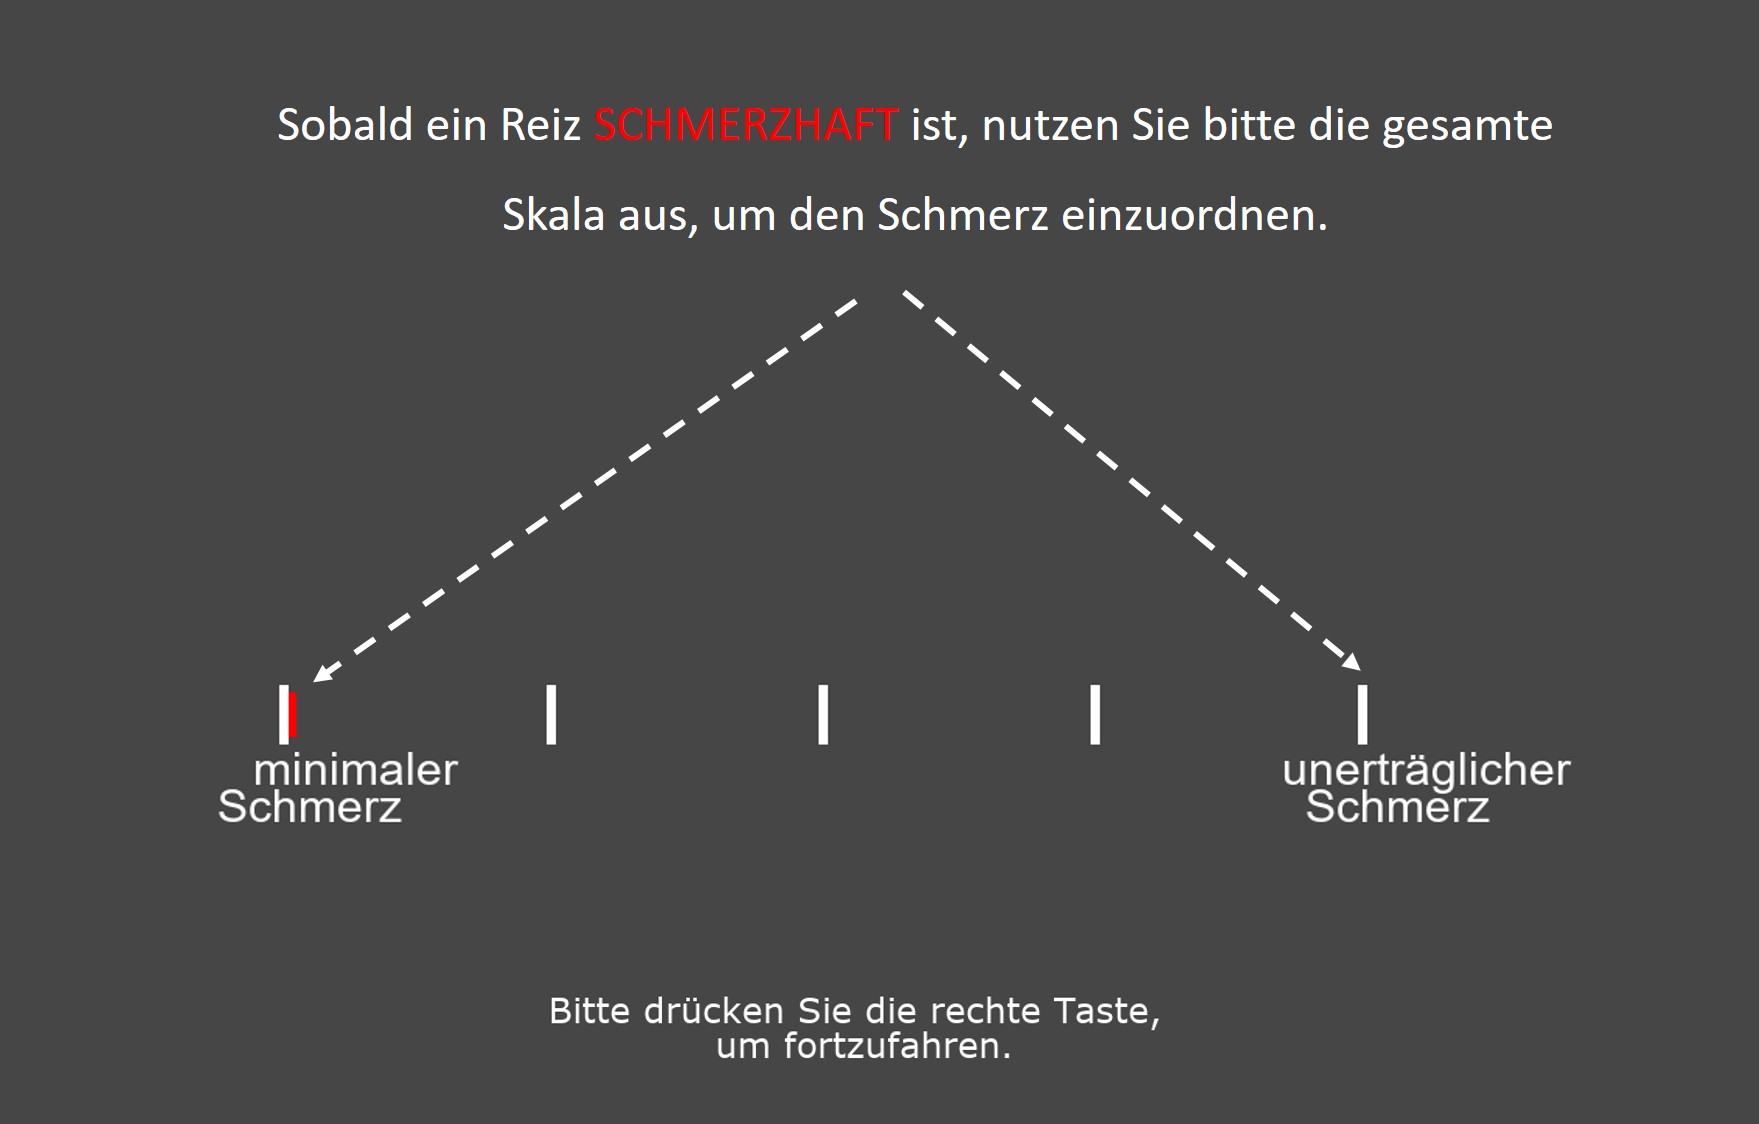 Sobald ein Reiz SCHMERZHAFT ist, nutzen Sie bitte die gesamte
Skala aus, um den Schmerz einzuordnen.
minimaler
Schmerz
unerträglicher
Schmerz
Bitte drücken Sie die rechte Taste,
um fortzufahren.